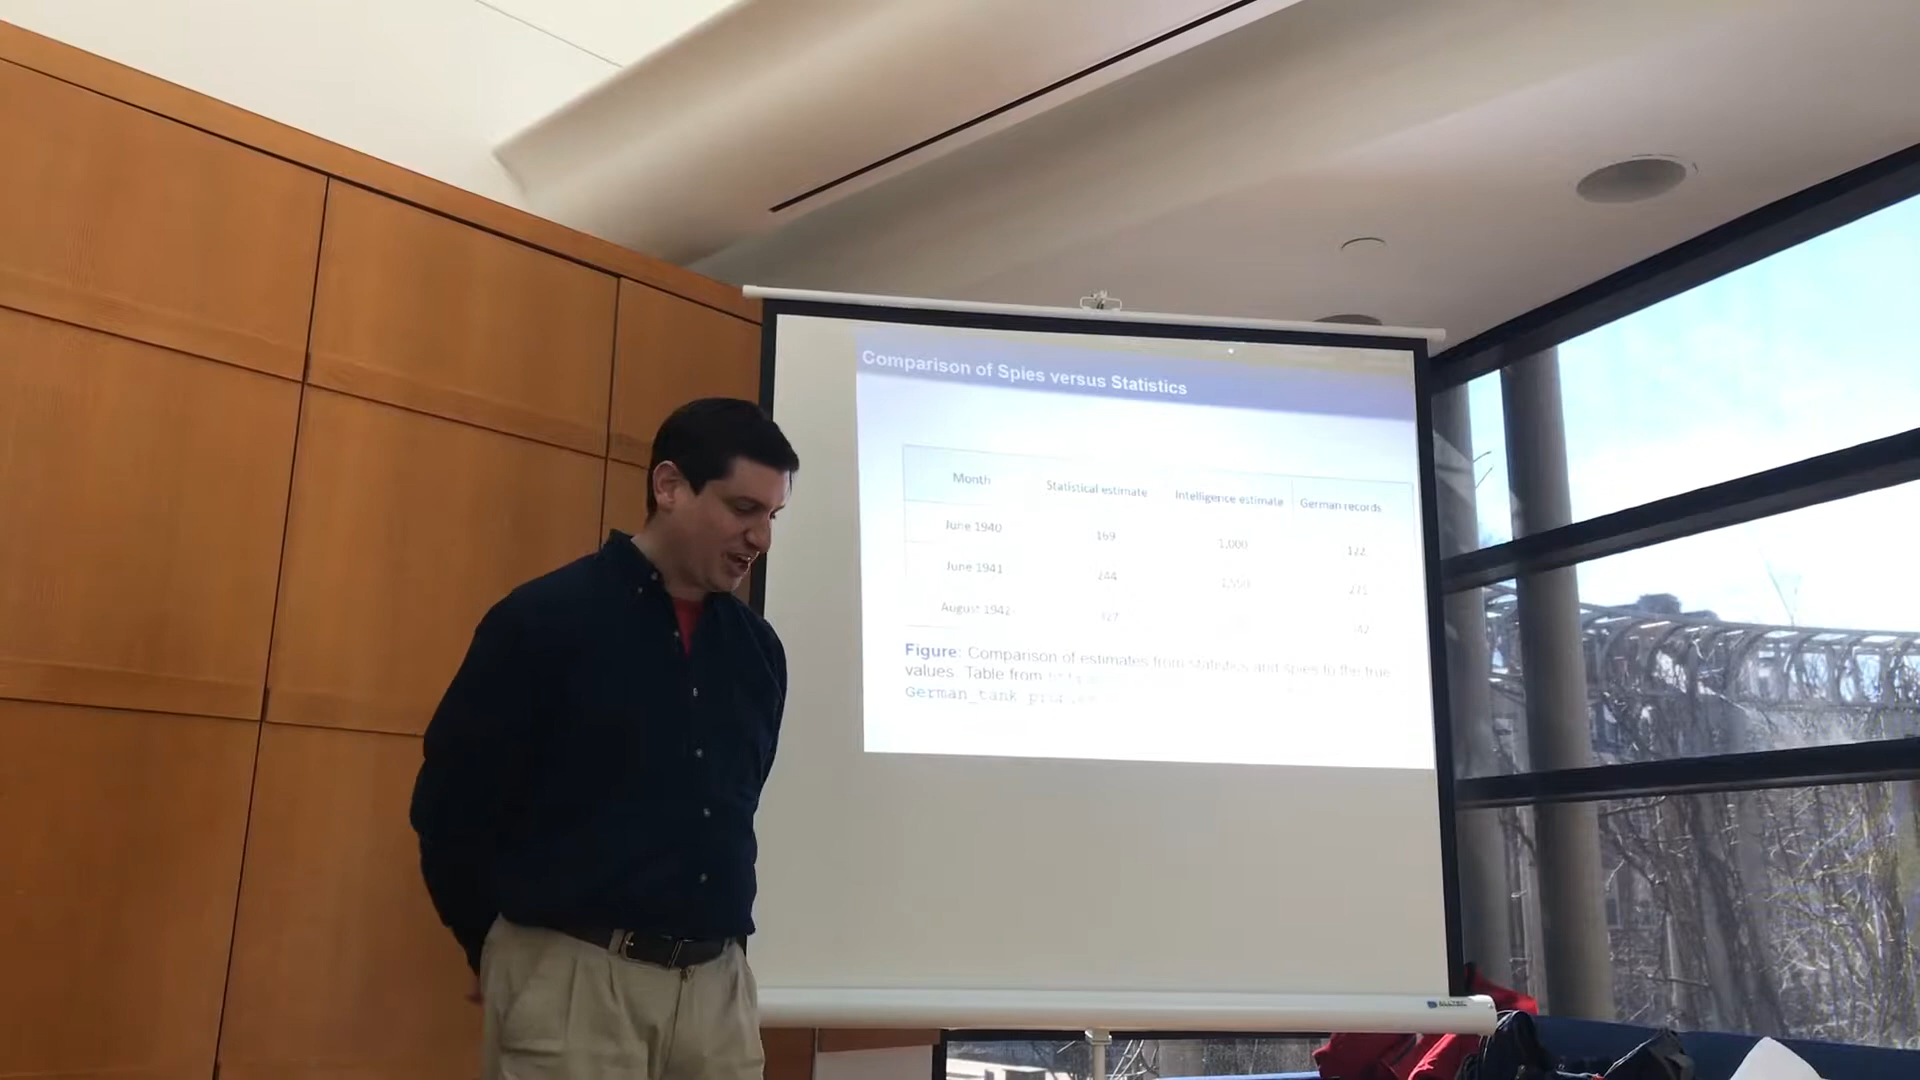 Comparison of Spies versus Statistics
Month Statistical estimate Intelligence estimate German records
June 1940 169 1,000 122
June 1941 244 1,550 271
August 1942 327
Figure: Comparison of estimates from statistics and spies to the true
values. Table from
German_tank